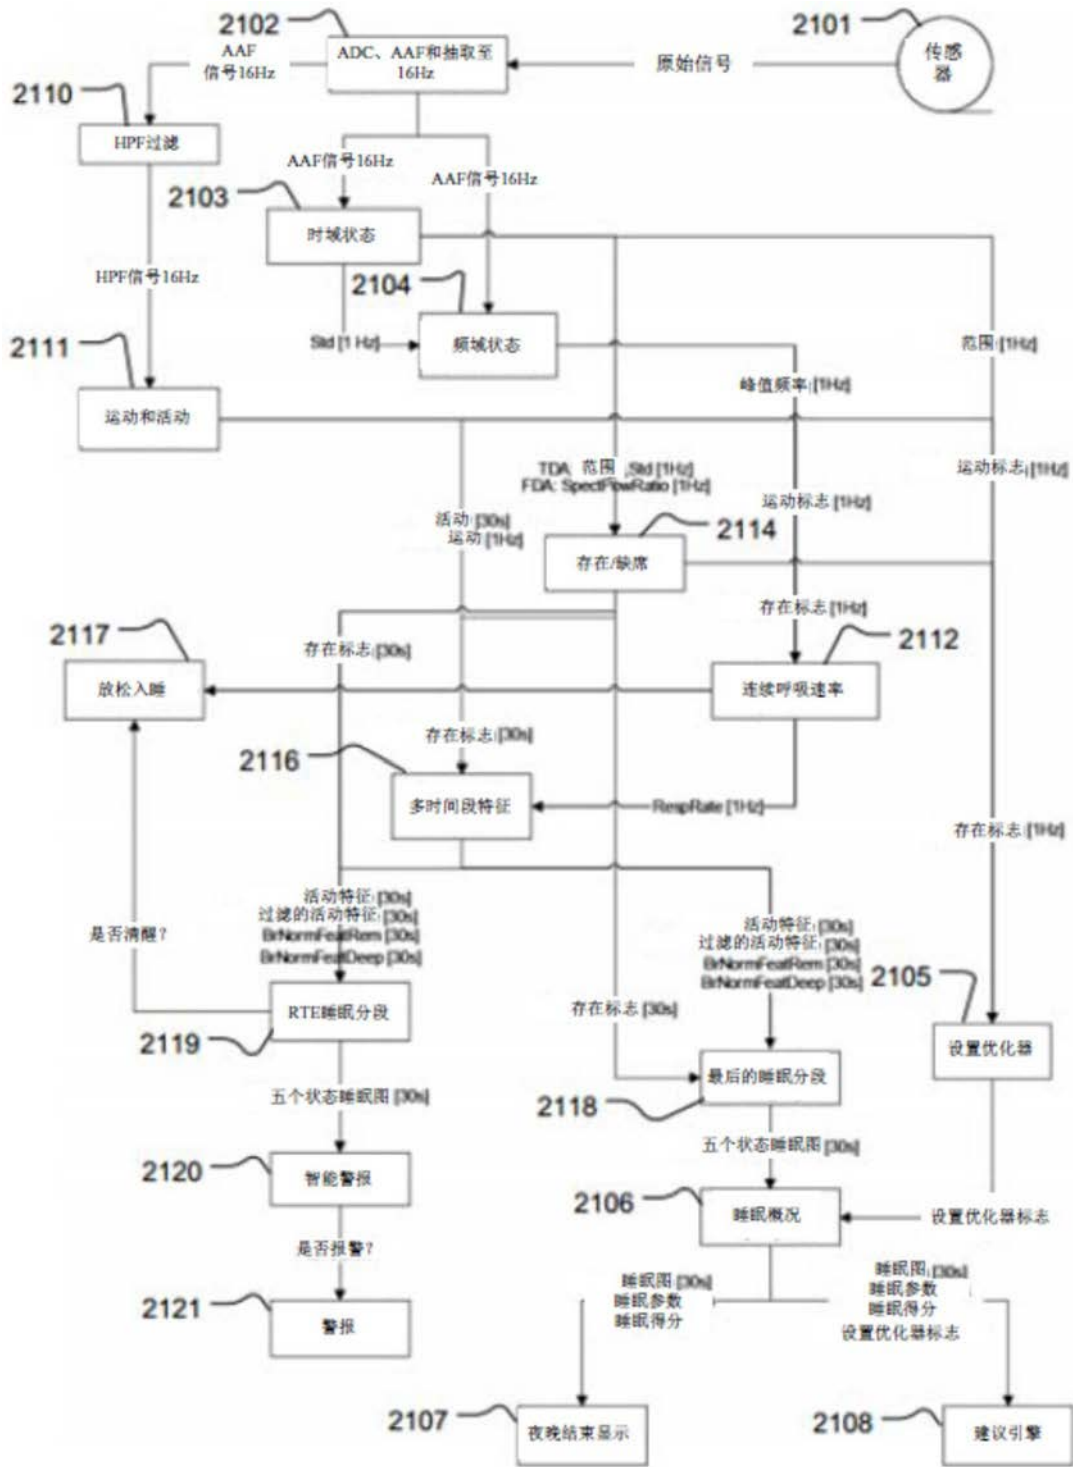 2102
2101
AAF
信号16Hz
ADC、AAF和抽取至
16Hz
原始信号
传感
器
2110
HPF过滤
AAF信号16Hz
AAF信号16Hz
2103
时域状态
HPF信号16Hz
2104
2111
Std [1 Hz]
频域状态
范围:[1Hz]
峰值频率:[1Hz]
运动和活动
TDA: 范围 ,Std [1Hz]
FDA: SpectPowRatio [1Hz]
运动标志:[1Hz]
运动标志:[1Hz]
活动:[30s]
运动:[1Hz]
2114
存在/缺席
存在标志:[1Hz]
2117
存在标志:[30s]
2112
放松入睡
连续呼吸速率
存在标志:[30s]
2116
多时间段特征
RespRate [1Hz]
存在标志:[1Hz]
活动特征:[30s]
过滤的活动特征:[30s]
BrNormFeatRem [30s]
BrNormFeatDeep [30s]
是否清醒?
活动特征:[30s]
过滤的活动特征:[30s]
BrNormFeatRem [30s]
BrNormFeatDeep [30s]
2105
RTE睡眠分段
存在标志:[30s]
2119
设置优化器
最后的睡眠分段
五个状态睡眠图 [30s]
2118
五个状态睡眠图 [30s]
2120
智能警报
2106
睡眠概况
设置优化器标志
是否报警?
睡眠图:[30s]
睡眠参数
睡眠得分
睡眠图:[30s]
睡眠参数
睡眠得分
设置优化器标志
2121
警报
2107
夜晚结束显示
2108
建议引擎